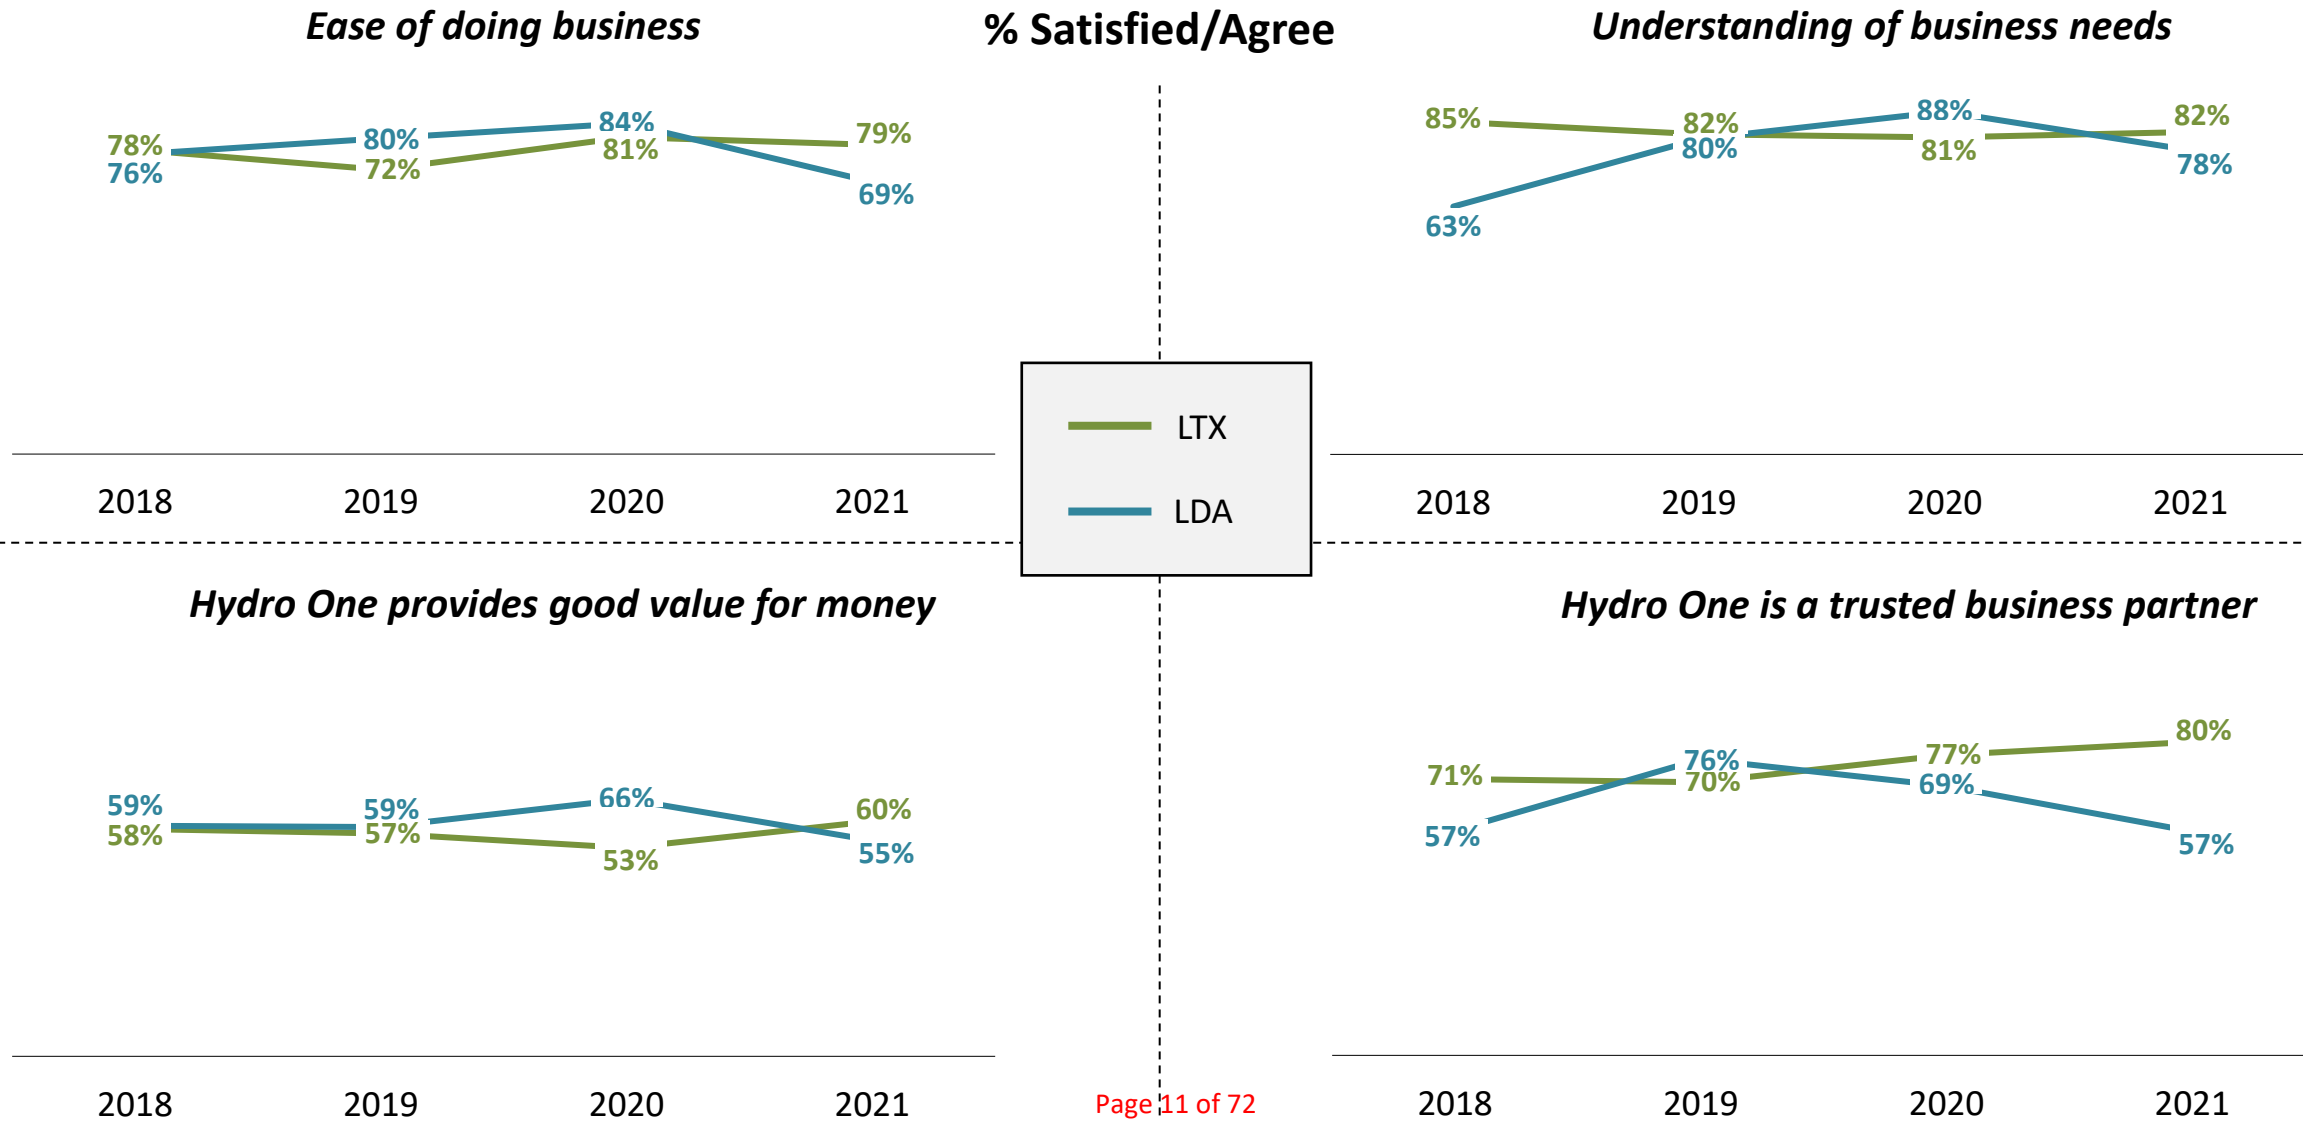 % Satisfied/Agree
Ease of doing business
78%
80%
84%
79%
76%
72%
81%
69%
2018 2019 2020 2021
Understanding of business needs
85%
82%
88%
82%
63%
80%
81%
78%
2018 2019 2020 2021
LTX
LDA
Hydro One provides good value for money
59%
59%
66%
60%
58%
57%
53%
55%
2018 2019 2020 2021
Hydro One is a trusted business partner
71%
76%
77%
80%
57%
70%
69%
57%
2018 2019 2020 2021
Page 11 of 72